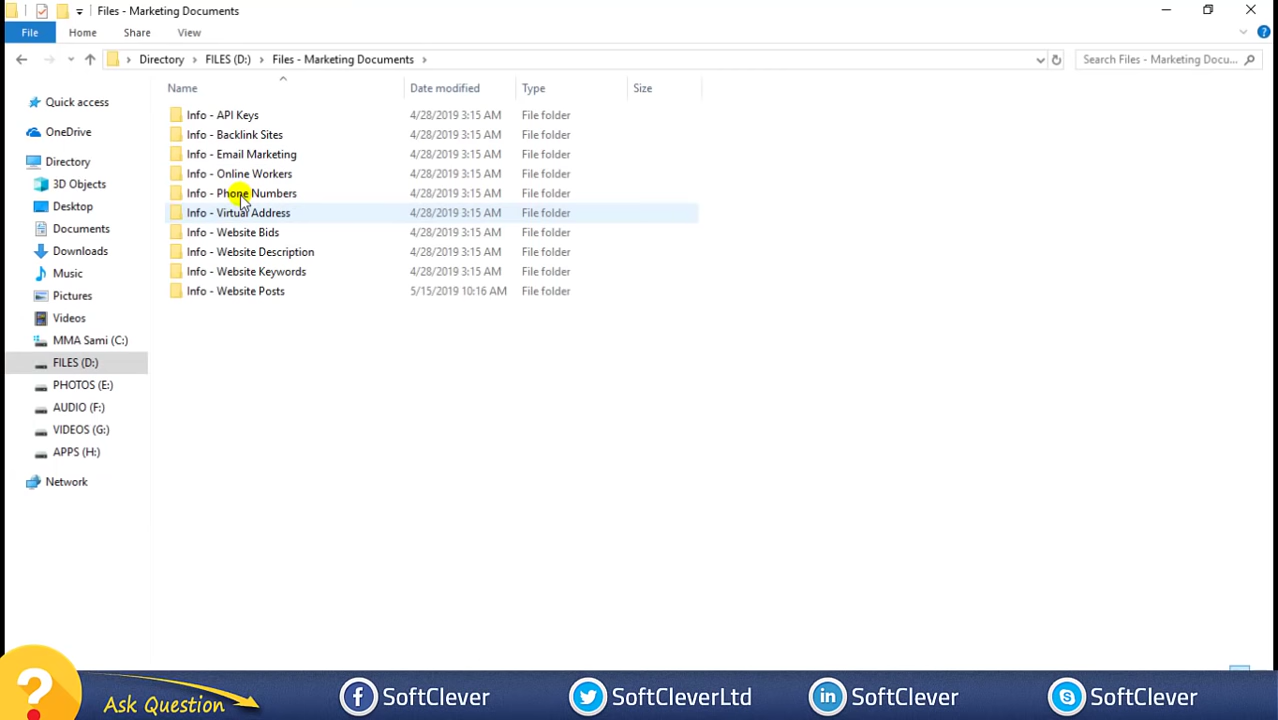 Files - Marketing Documents
File Home Share View
Directory FILES (D:) Files - Marketing Documents Search Files - Marketing Docu...
Name Date modified Type Size
Quick access
OneDrive
Directory
3D Objects
Desktop
Documents
Downloads
Music
Pictures
Videos
MMA Sami (C:)
FILES (D:)
PHOTOS (E:)
AUDIO (F:)
VIDEOS (G:)
APPS (H:)
Network
Info - API Keys 4/28/2019 3:15 AM File folder
Info - Backlink Sites 4/28/2019 3:15 AM File folder
Info - Email Marketing 4/28/2019 3:15 AM File folder
Info - Online Workers 4/28/2019 3:15 AM File folder
Info - Phone Numbers 4/28/2019 3:15 AM File folder
Info - Virtual Address 4/28/2019 3:15 AM File folder
Info - Website Bids 4/28/2019 3:15 AM File folder
Info - Website Description 4/28/2019 3:15 AM File folder
Info - Website Keywords 4/28/2019 3:15 AM File folder
Info - Website Posts 5/15/2019 10:16 AM File folder
? Ask Question f SoftClever SoftCleverLtd in SoftClever S SoftClever